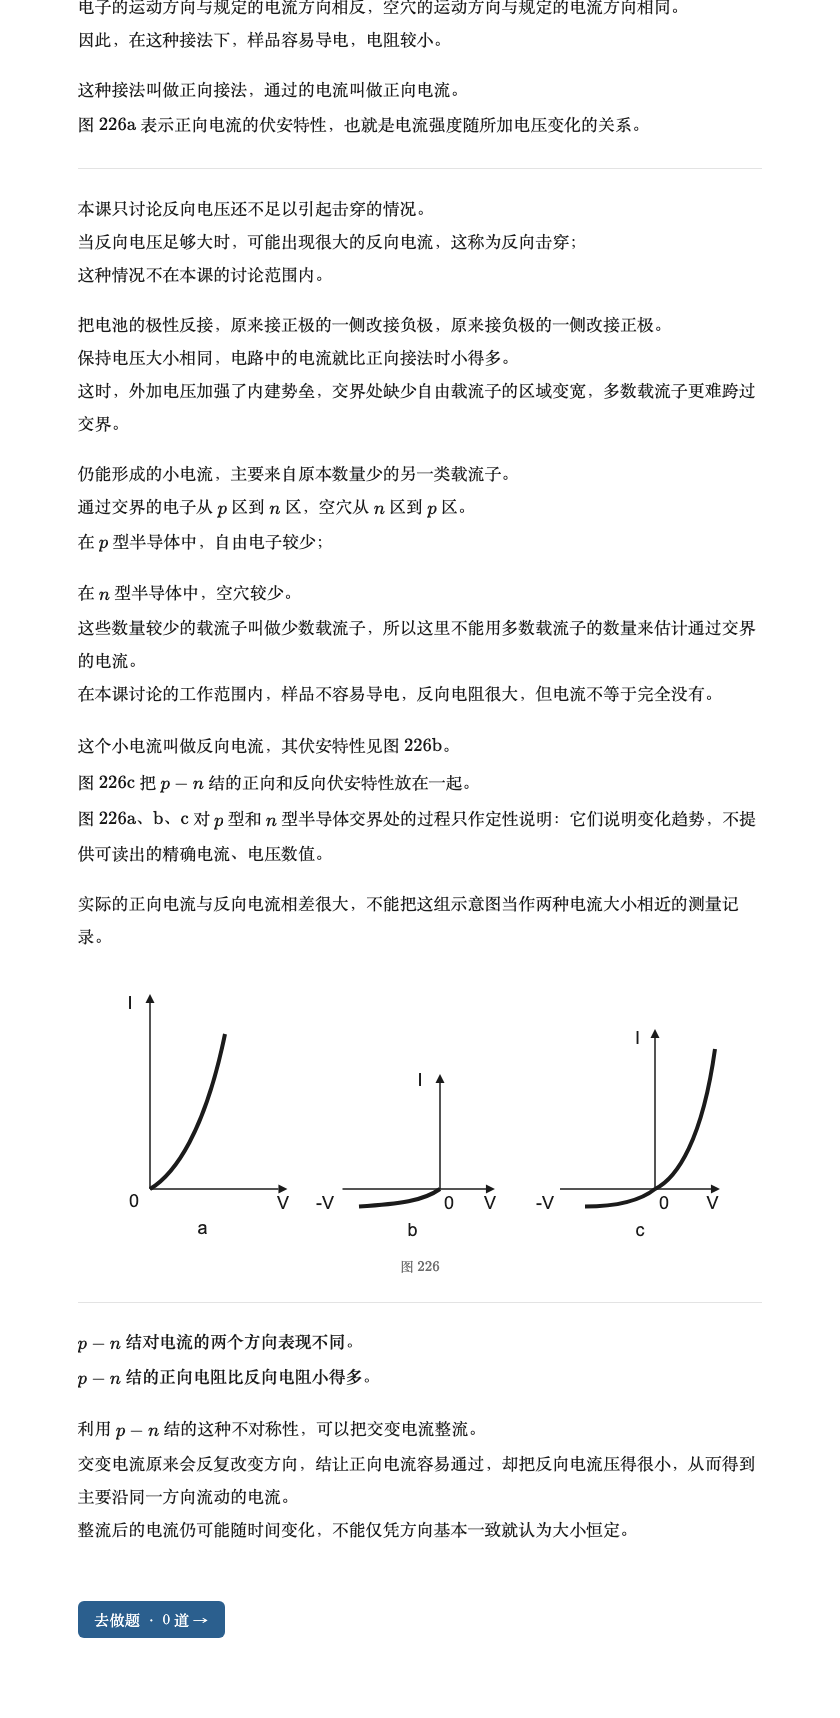 电子的运动方向与规定的电流方向相反，空穴的运动方向与规定的电流方向相同。
因此，在这种接法下，样品容易导电，电阻较小。
这种接法叫做正向接法，通过的电流叫做正向电流。
图 226a 表示正向电流的伏安特性，也就是电流强度随所加电压变化的关系。
本课只讨论反向电压还不足以引起击穿的情况。
当反向电压足够大时，可能出现很大的反向电流，这称为反向击穿；
这种情况不在本课的讨论范围内。
把电池的极性反接，原来接正极的一侧改接负极，原来接负极的一侧改接正极。
保持电压大小相同，电路中的电流就比正向接法时小得多。
这时，外加电压加强了内建势垒，交界处缺少自由载流子的区域变宽，多数载流子更难跨过
交界。
仍能形成的小电流，主要来自原本数量少的另一类载流子。
通过交界的电子从 p 区到 n 区，空穴从 n 区到 p 区。
在 p 型半导体中，自由电子较少；
在 n 型半导体中，空穴较少。
这些数量较少的载流子叫做少数载流子，所以这里不能用多数载流子的数量来估计通过交界
的电流。
在本课讨论的工作范围内，样品不容易导电，反向电阻很大，但电流不等于完全没有。
这个小电流叫做反向电流，其伏安特性见图 226b。
图 226c 把 p − n 结的正向和反向伏安特性放在一起。
图 226a、b、c 对 p 型和 n 型半导体交界处的过程只作定性说明：它们说明变化趋势，不提
供可读出的精确电流、电压数值。
实际的正向电流与反向电流相差很大，不能把这组示意图当作两种电流大小相近的测量记
录。
I
0
V
a
I
-V
0
V
b
I
-V
0
V
c
图 226
p − n 结对电流的两个方向表现不同。
p − n 结的正向电阻比反向电阻小得多。
利用 p − n 结的这种不对称性，可以把交变电流整流。
交变电流原来会反复改变方向，结让正向电流容易通过，却把反向电流压得很小，从而得到
主要沿同一方向流动的电流。
整流后的电流仍可能随时间变化，不能仅凭方向基本一致就认为大小恒定。
去做题 · 0 道 →